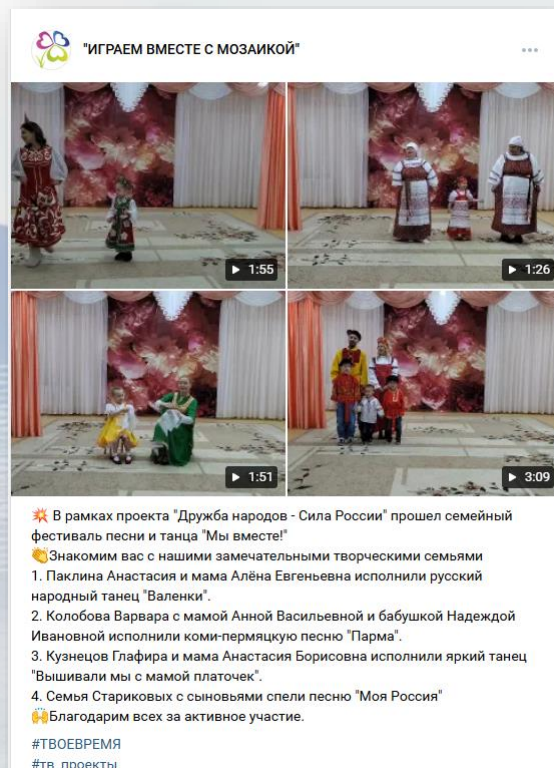 "ИГРАЕМ ВМЕСТЕ С МОЗАИКОЙ"
1:55
1:26
1:51
3:09
В рамках проекта "Дружба народов - Сила России" прошел семейный
фестиваль песни и танца "Мы вместе!"
Знакомим вас с нашими замечательными творческими семьями
1. Паклина Анастасия и мама Алёна Евгеньевна исполнили русский
народный танец "Валенки".
2. Колобова Варвара с мамой Анной Васильевной и бабушкой Надеждой
Ивановной исполнили коми-пермяцкую песню "Парма".
3. Кузнецов Глафира и мама Анастасия Борисовна исполнили яркий танец
"Вышивали мы с мамой платочек".
4. Семья Стариковых с сыновьями спели песню "Моя Россия"
Благодарим всех за активное участие.
#ТВОЕВРЕМЯ
#тв_проекты